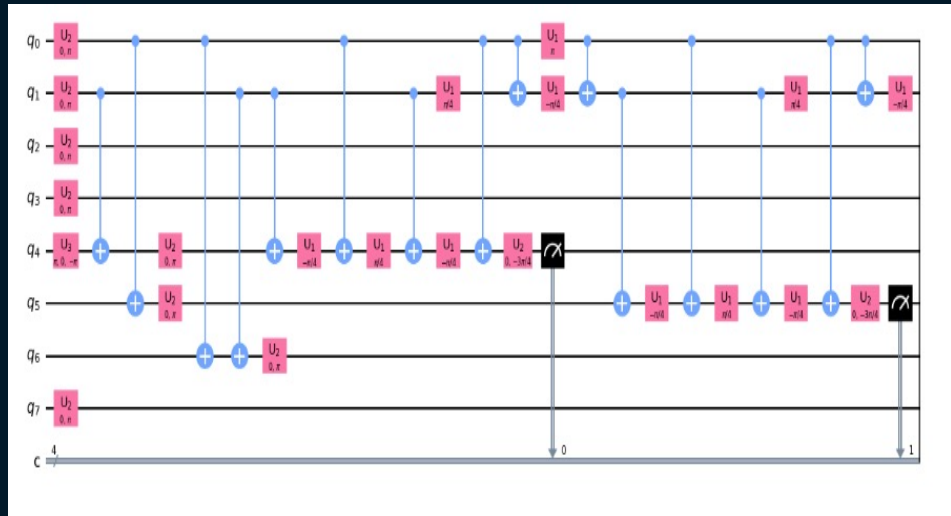 q0 U2 0, π U1 π
q1 U2 0, π U1 π/4 U1 −π/4 U1 π/4 U1 −π/4
q2 U2 0, π
q3 U2 0, π
q4 U3 π, 0, −π U2 0, π U1 −π/4 U1 π/4 U1 −π/4 U2 0, −3π/4
q5 U2 0, π U1 −π/4 U1 π/4 U1 −π/4 U2 0, −3π/4
q6 U2 0, π
q7 U2 0, π
c 4 0 1